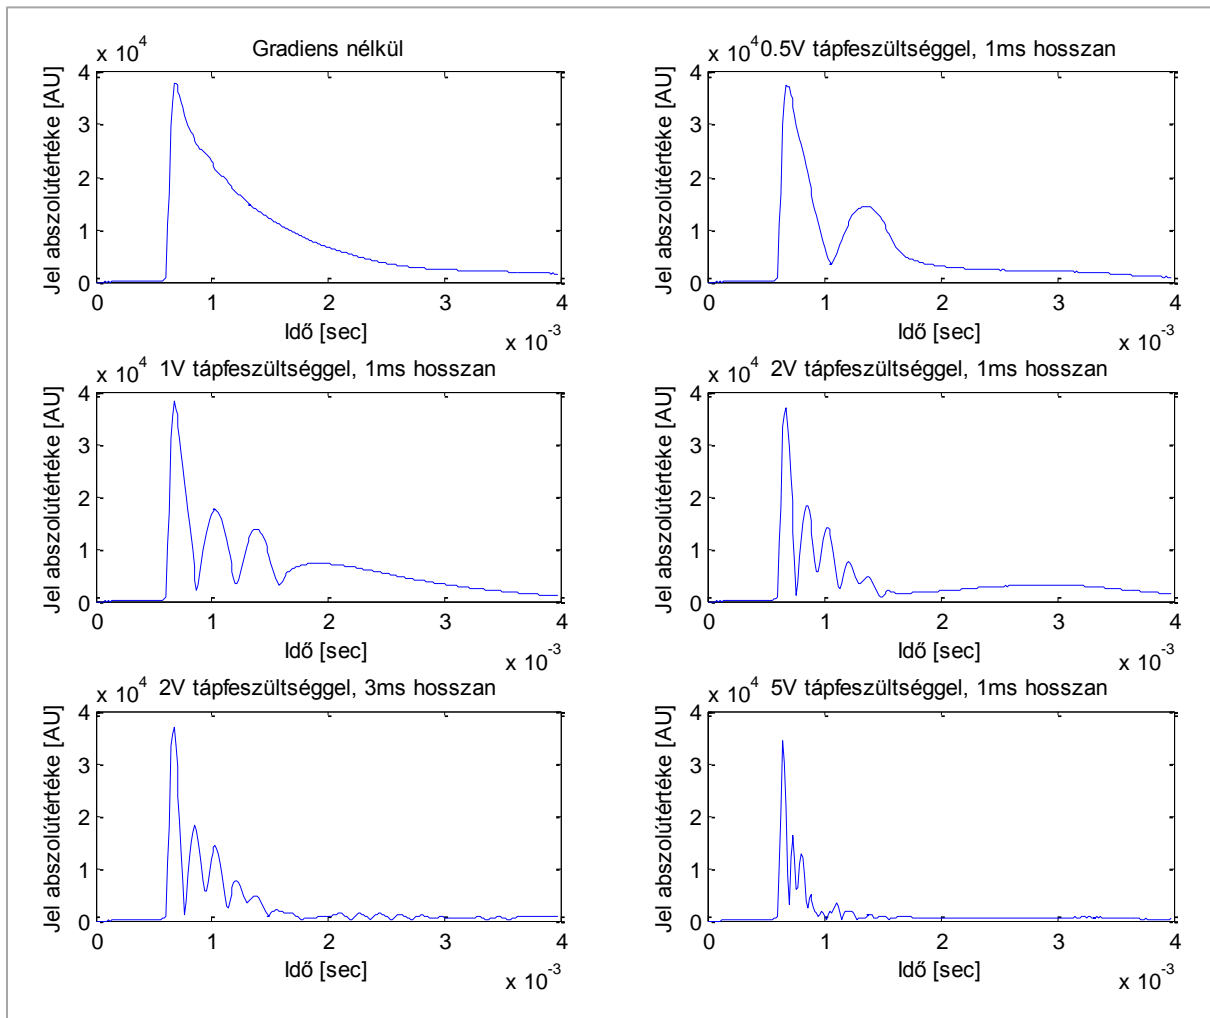 x 10^4 Gradiens nélkül
Jel abszolútértéke [AU]
4
3
2
1
0
0 1 2 3 4
Idő [sec]
x 10^-3
x 10^4 0.5V tápfeszültséggel, 1ms hosszan
Jel abszolútértéke [AU]
4
3
2
1
0
0 1 2 3 4
Idő [sec]
x 10^-3
x 10^4 1V tápfeszültséggel, 1ms hosszan
Jel abszolútértéke [AU]
4
3
2
1
0
0 1 2 3 4
Idő [sec]
x 10^-3
x 10^4 2V tápfeszültséggel, 1ms hosszan
Jel abszolútértéke [AU]
4
3
2
1
0
0 1 2 3 4
Idő [sec]
x 10^-3
x 10^4 2V tápfeszültséggel, 3ms hosszan
Jel abszolútértéke [AU]
4
3
2
1
0
0 1 2 3 4
Idő [sec]
x 10^-3
x 10^4 5V tápfeszültséggel, 1ms hosszan
Jel abszolútértéke [AU]
4
3
2
1
0
0 1 2 3 4
Idő [sec]
x 10^-3